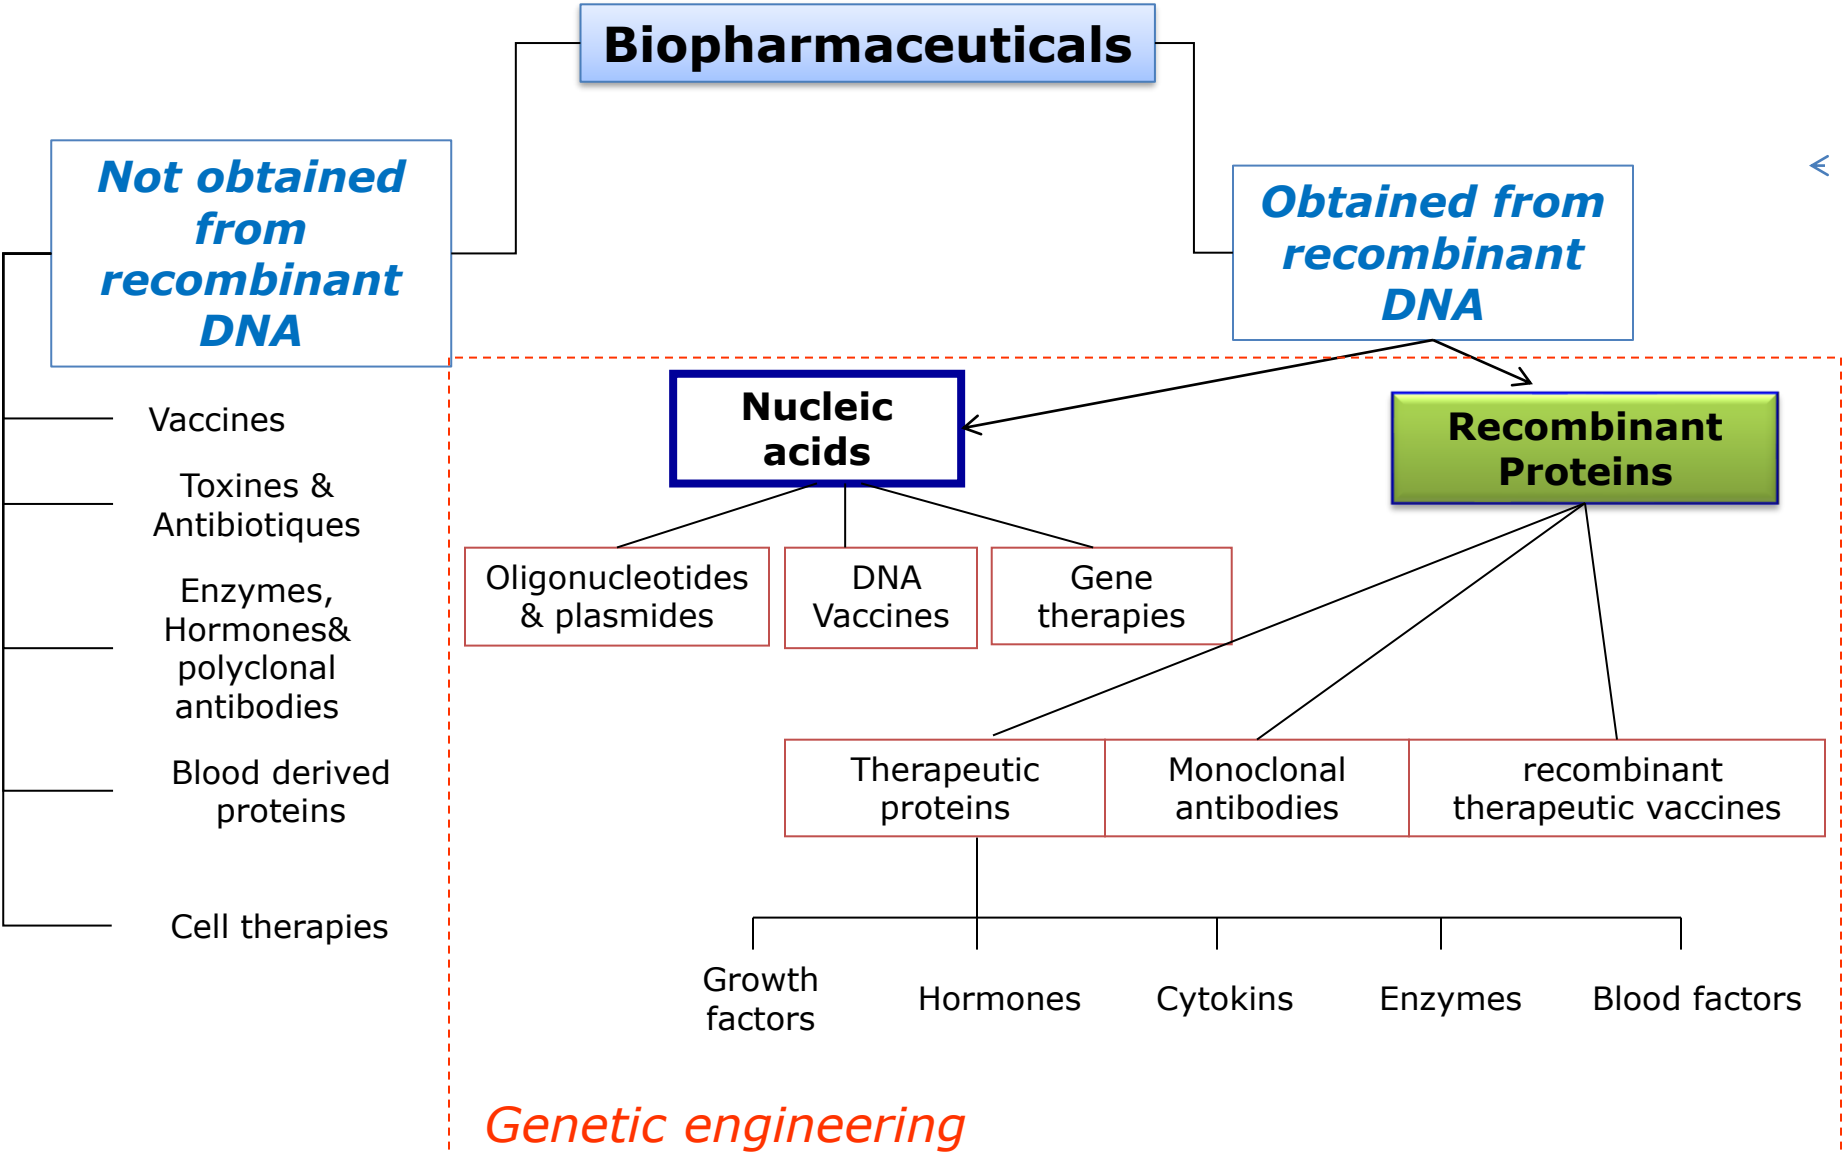 Biopharmaceuticals
Not obtained
from
recombinant
DNA
Obtained from
recombinant
DNA
Vaccines
Toxines &
Antibiotiques
Enzymes,
Hormones&
polyclonal
antibodies
Blood derived
proteins
Cell therapies
Nucleic
acids
Recombinant
Proteins
Oligonucleotides
& plasmides
DNA
Vaccines
Gene
therapies
Therapeutic
proteins
Monoclonal
antibodies
recombinant
therapeutic vaccines
Growth
factors
Hormones
Cytokins
Enzymes
Blood factors
Genetic engineering